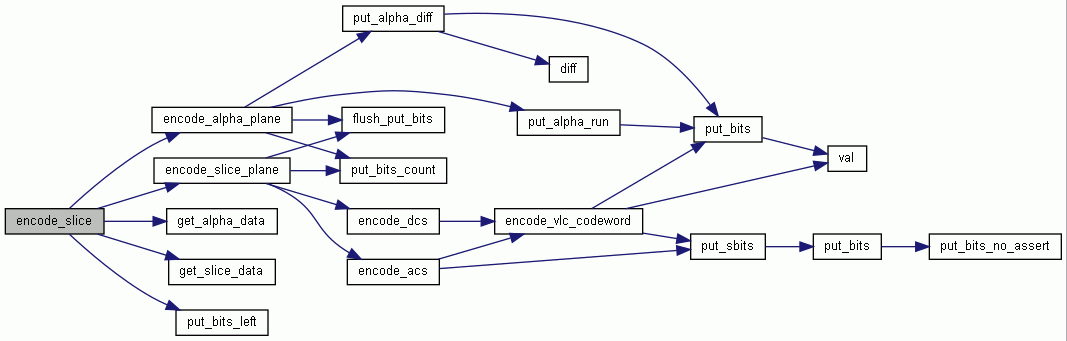 put_alpha_diff
diff
encode_alpha_plane
flush_put_bits
put_alpha_run
put_bits
val
encode_slice_plane
put_bits_count
encode_slice
get_alpha_data
encode_dcs
encode_vlc_codeword
put_sbits
put_bits
put_bits_no_assert
get_slice_data
encode_acs
put_bits_left